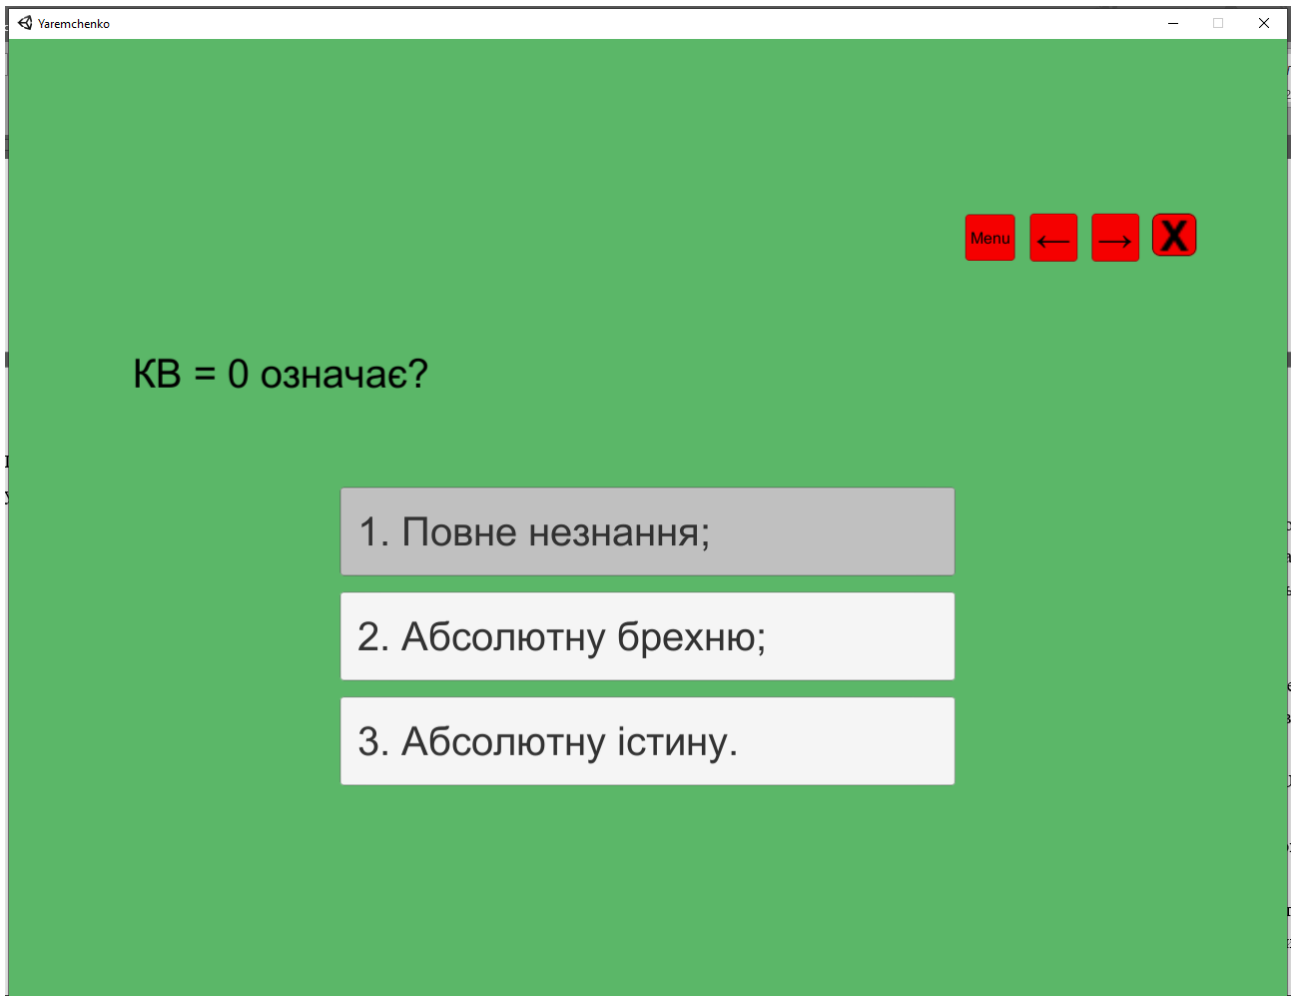 Yaremchenko
Menu ← → X
КВ = 0 означає?
1. Повне незнання;
2. Абсолютну брехню;
3. Абсолютну істину.